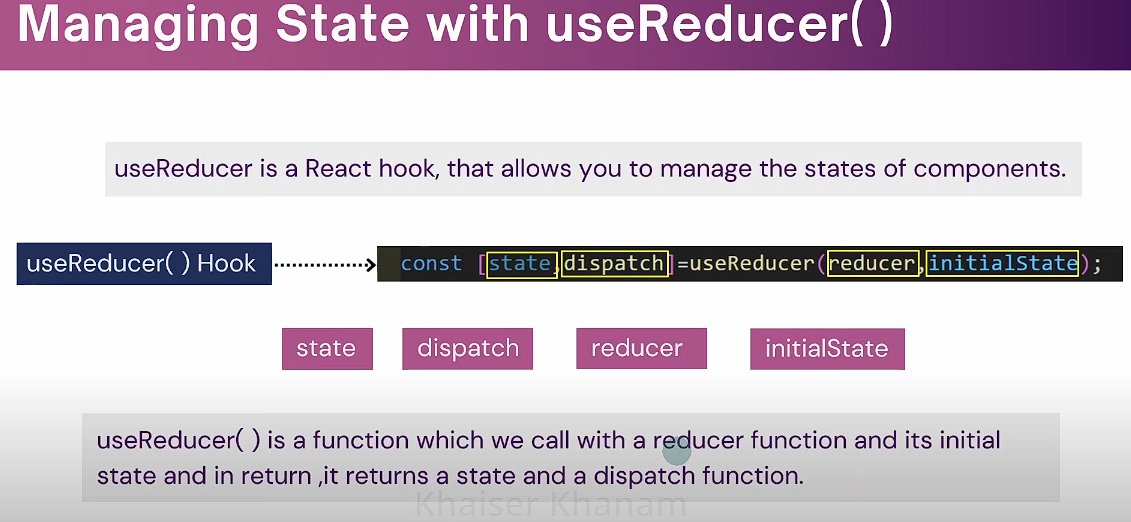 Managing State with useReducer( )
useReducer is a React hook, that allows you to manage the states of components.
useReducer( ) Hook
const [state,dispatch]=useReducer(reducer,initialState);
state
dispatch
reducer
initialState
useReducer( ) is a function which we call with a reducer function and its initial
state and in return ,it returns a state and a dispatch function.
Khaiser Khanam